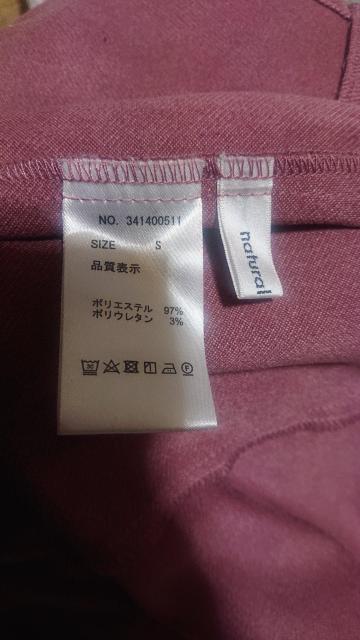 NO. 341400511
SIZE S
品質表示
ポリエステル 97%
ポリウレタン 3%
natura